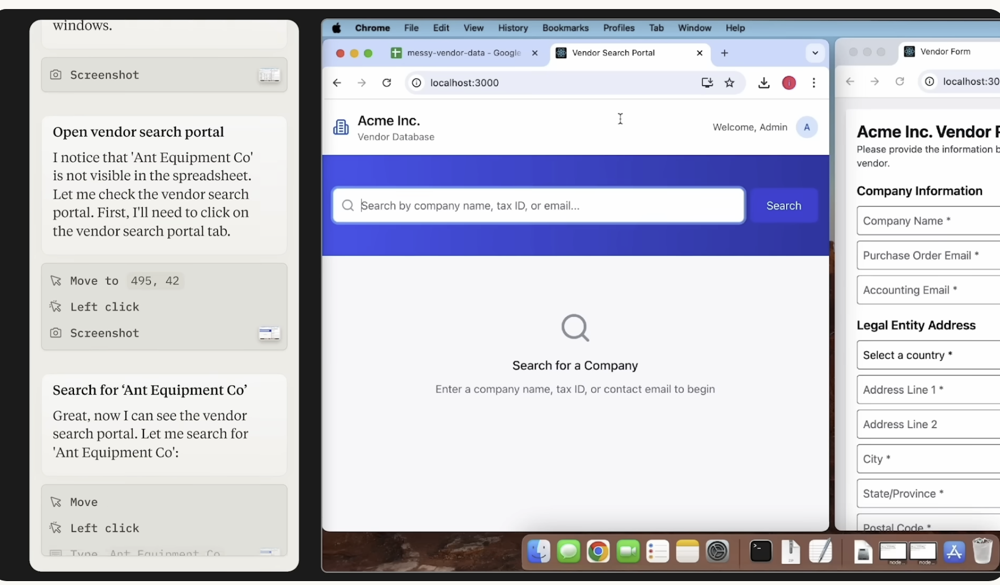 windows.
Screenshot
Open vendor search portal
I notice that 'Ant Equipment Co'
is not visible in the spreadsheet.
Let me check the vendor search
portal. First, I'll need to click on
the vendor search portal tab.
Move to 495, 42
Left click
Screenshot
Search for ‘Ant Equipment Co’
Great, now I can see the vendor
search portal. Let me search for
'Ant Equipment Co':
Move
Left click
Type Ant Equipment Co
Chrome File Edit View History Bookmarks Profiles Tab Window Help
messy-vendor-data - Google
Vendor Search Portal
localhost:3000
Acme Inc.
Vendor Database
Welcome, Admin
A
Search by company name, tax ID, or email...
Search
Search for a Company
Enter a company name, tax ID, or contact email to begin
Vendor Form
localhost:30
Acme Inc. Vendor
Please provide the information b
vendor.
Company Information
Company Name *
Purchase Order Email *
Accounting Email *
Legal Entity Address
Select a country *
Address Line 1 *
Address Line 2
City *
State/Province *
Postal Code *
ZIP
node...
node...